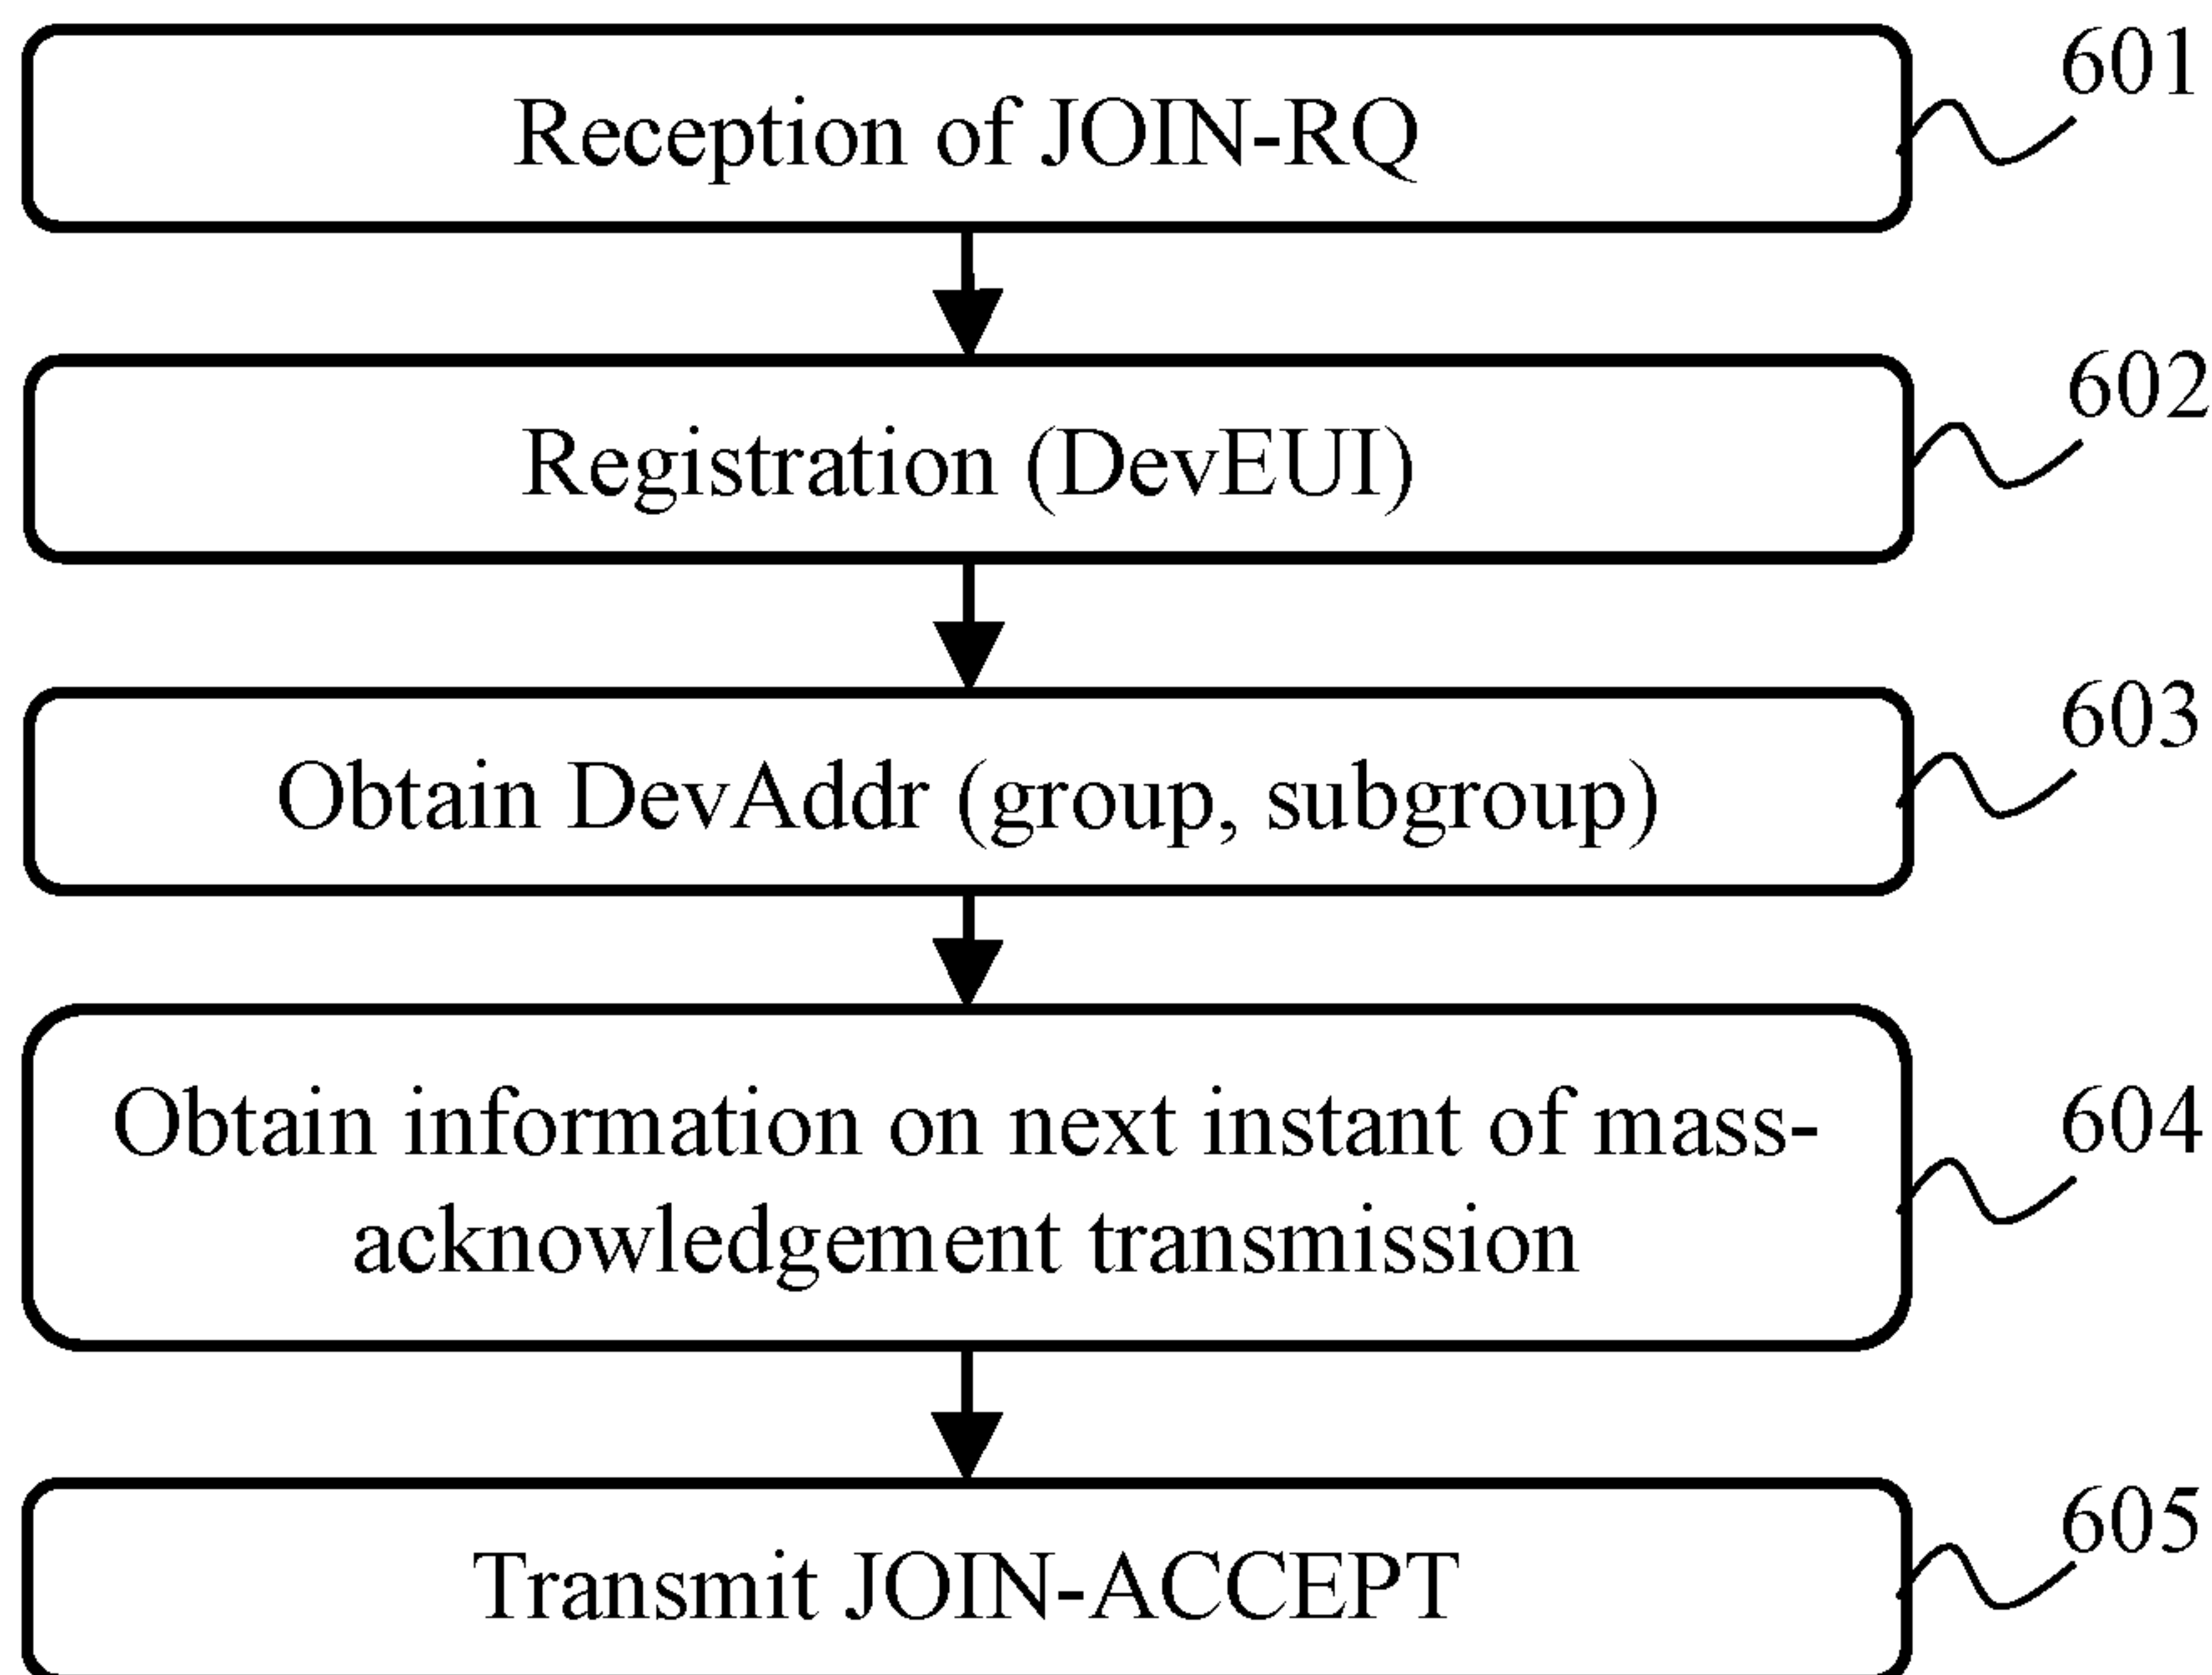 Reception of JOIN-RQ
601
Registration (DevEUI)
602
Obtain DevAddr (group, subgroup)
603
Obtain information on next instant of mass-
acknowledgement transmission
604
Transmit JOIN-ACCEPT
605